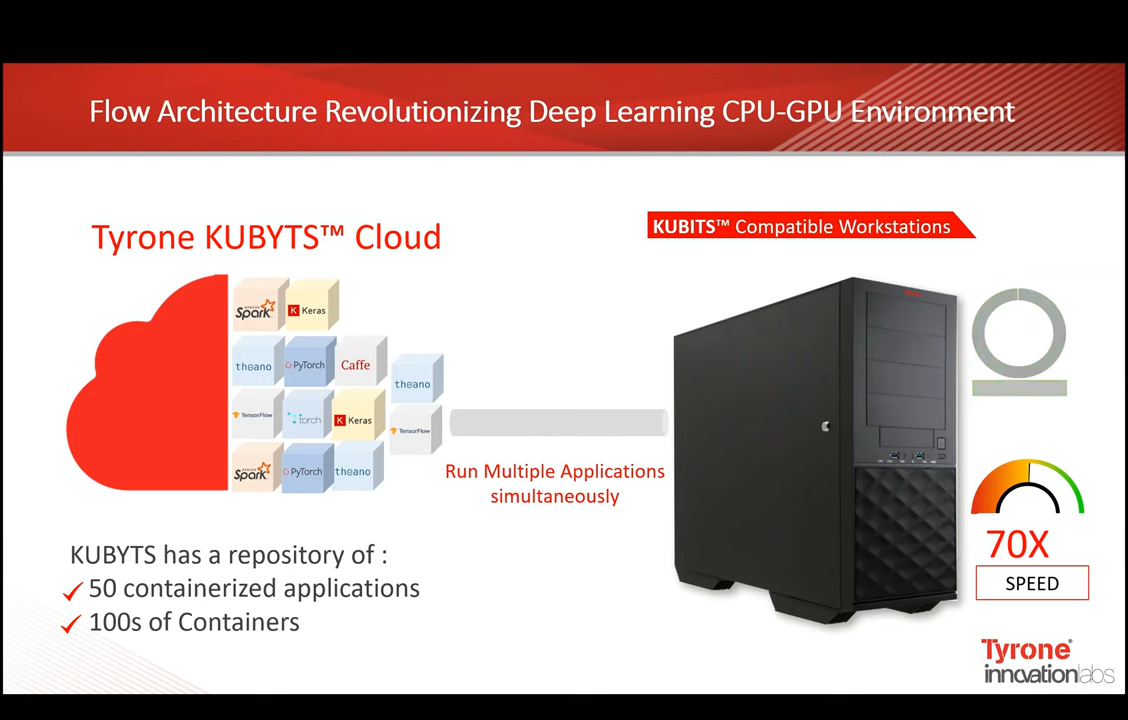 Flow Architecture Revolutionizing Deep Learning CPU-GPU Environment
Tyrone KUBYTS™ Cloud
KUBITS™ Compatible Workstations
APACHE Spark
Keras
theano
PyTorch
Caffe
theano
TensorFlow
torch
Keras
TensorFlow
APACHE Spark
PyTorch
theano
Run Multiple Applications
simultaneously
KUBYTS has a repository of :
50 containerized applications
100s of Containers
70X
SPEED
Tyrone®
innovationlabs